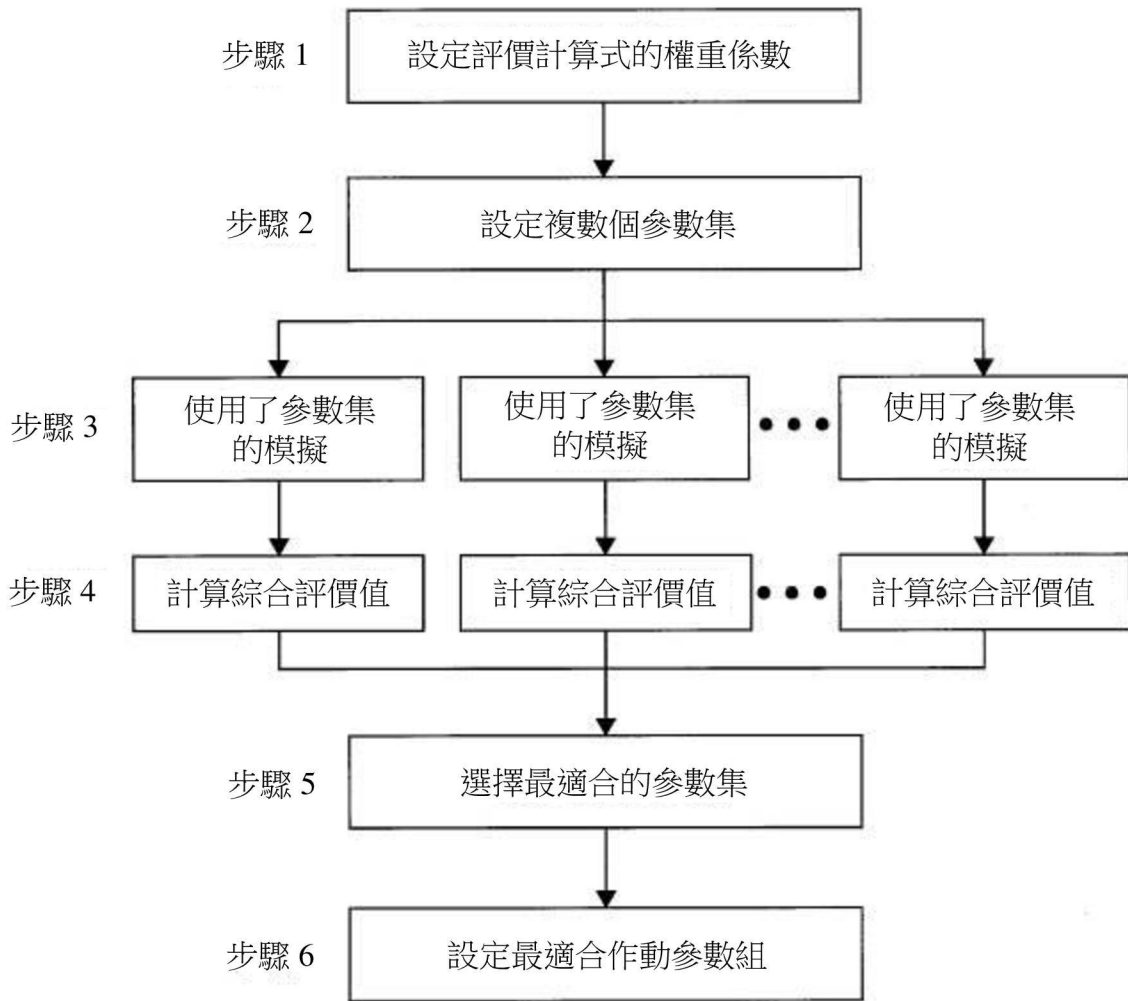 步驟 1
設定評價計算式的權重係數
步驟 2
設定複數個參數集
步驟 3
使用了參數集
的模擬
使用了參數集
的模擬
使用了參數集
的模擬
步驟 4
計算綜合評價值
計算綜合評價值
計算綜合評價值
步驟 5
選擇最適合的參數集
步驟 6
設定最適合作動參數組